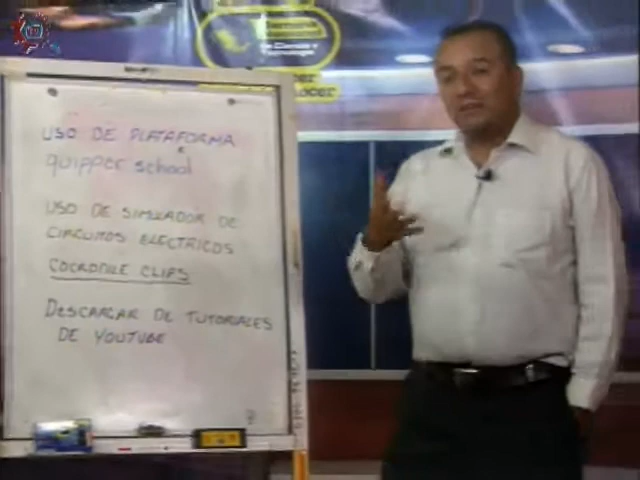 USO DE PLATAFORMA
quipper school
USO DE SIMULADOR DE
CIRCUITOS ELECTRICOS
COCRODILE CLIPS
DESCARGAR DE TUTORIALES
DE YOUTUBE